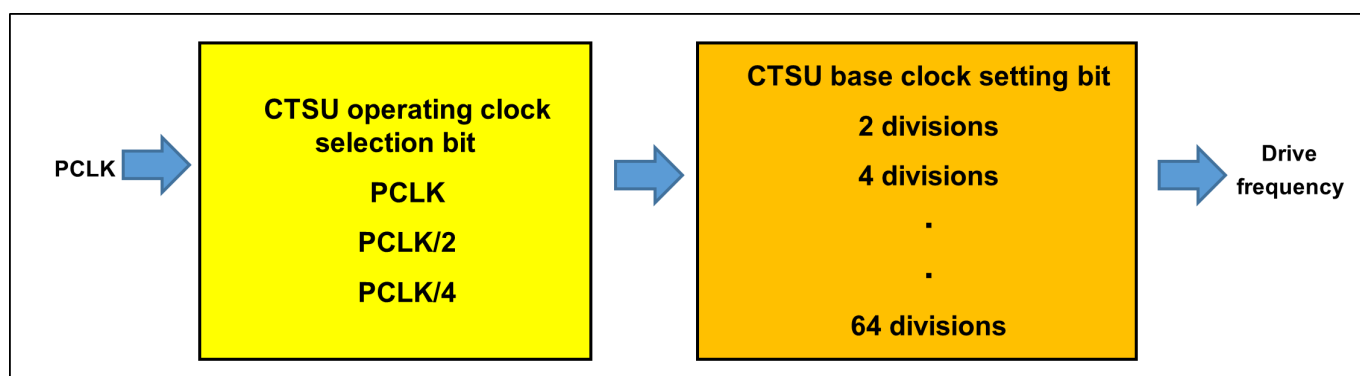 PCLK
CTSU operating clock
selection bit
PCLK
PCLK/2
PCLK/4
CTSU base clock setting bit
2 divisions
4 divisions
.
.
64 divisions
Drive
frequency